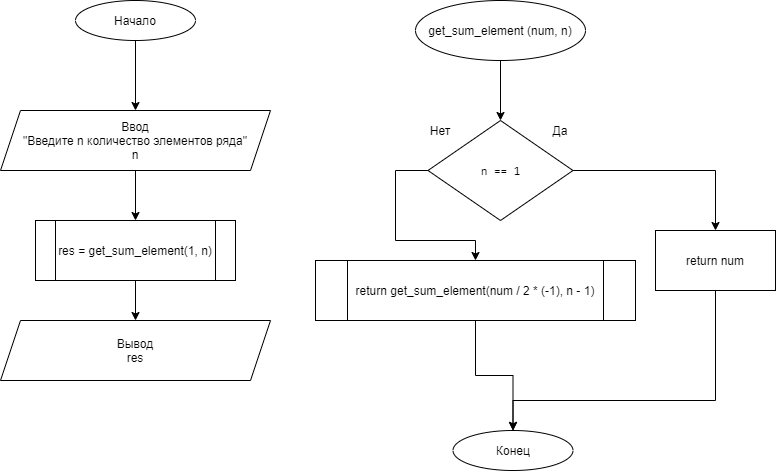 Начало
Ввод
"Введите n количество элементов ряда"
n
res = get_sum_element(1, n)
Вывод
res
get_sum_element (num, n)
Нет
Да
n == 1
return get_sum_element(num / 2 * (-1), n - 1)
return num
Конец